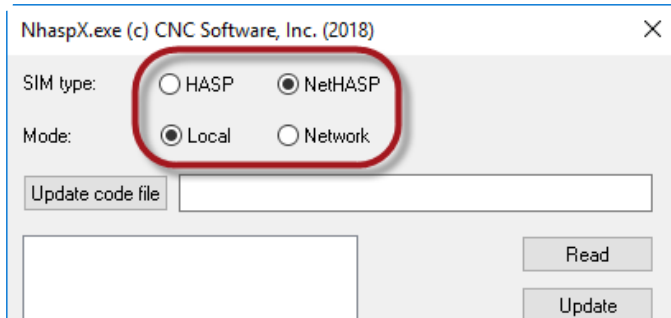 NhaspX.exe (c) CNC Software, Inc. (2018)
SIM type: HASP NetHASP
Mode: Local Network
Update code file
Read
Update